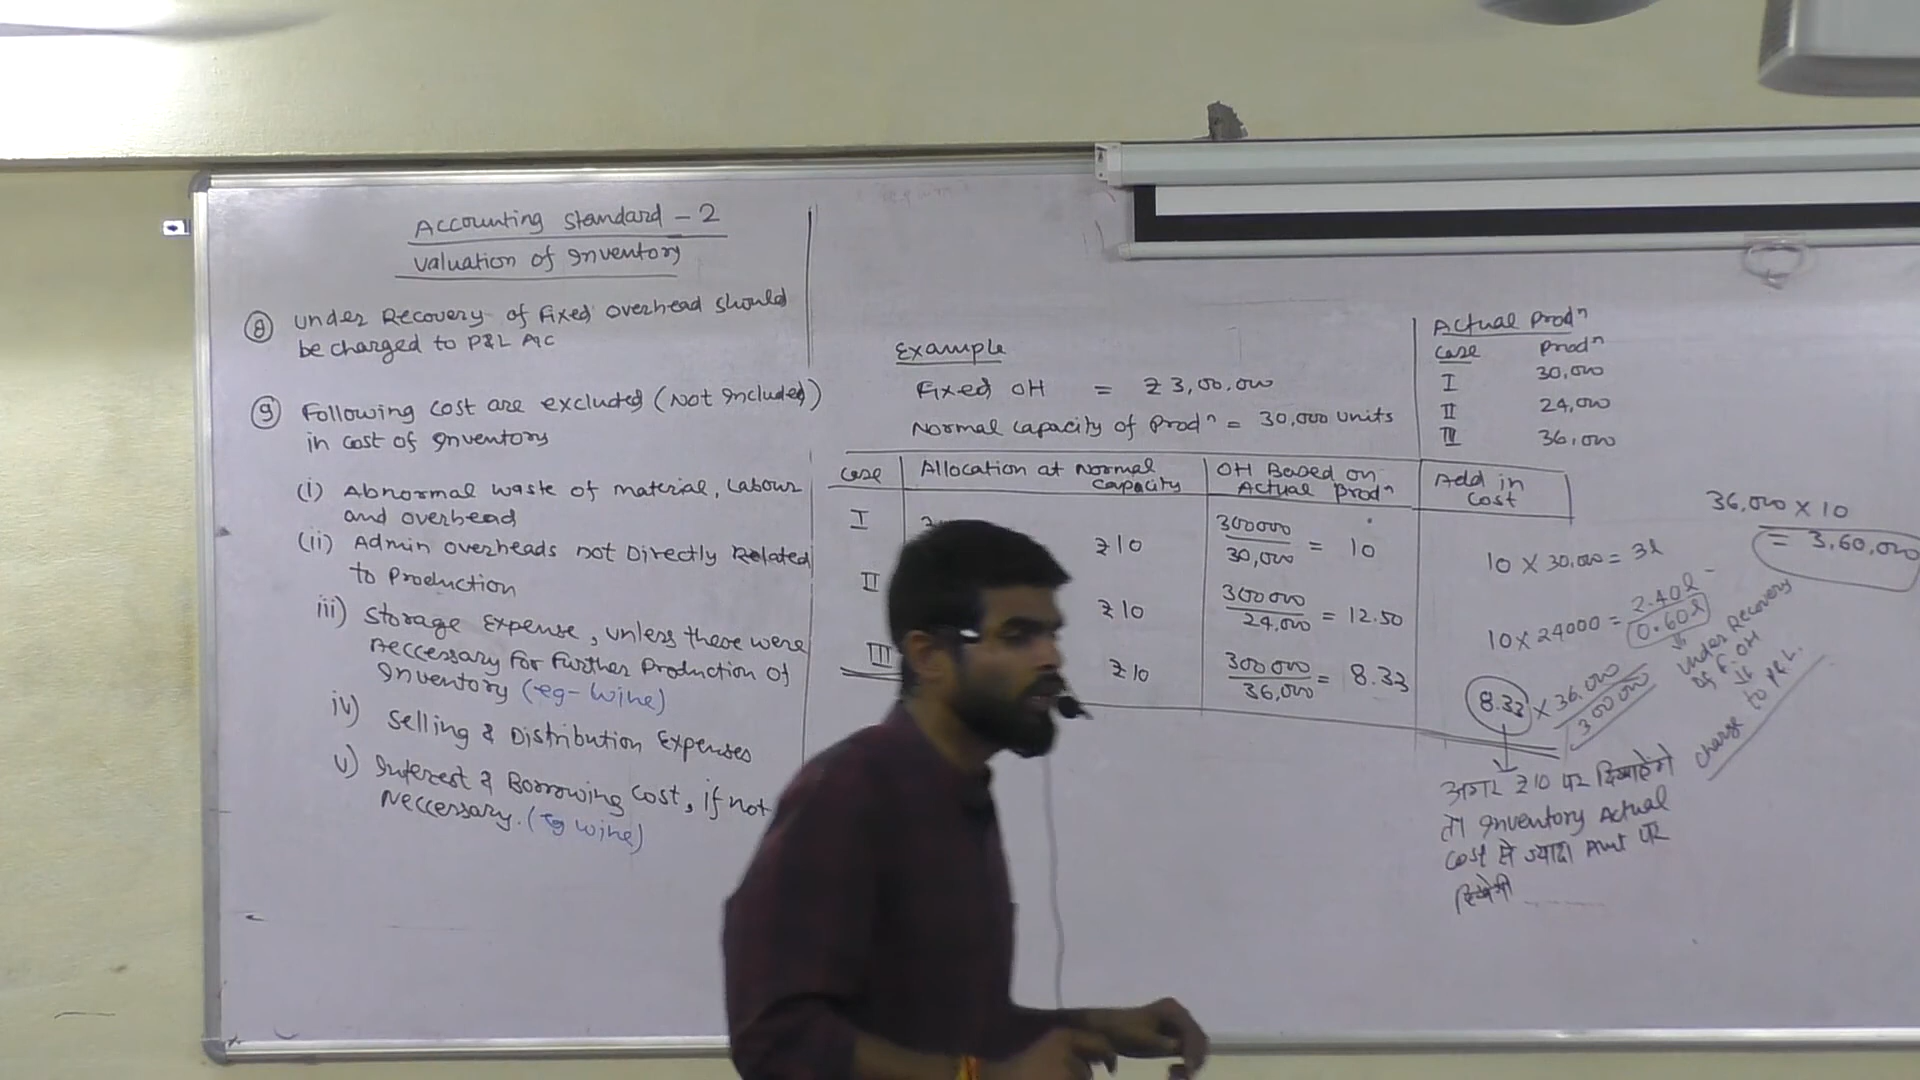 Accounting Standard - 2
Valuation of Inventory
⑧ Under Recovery of Fixed Overhead should
be charged to P&L A/c
⑨ Following cost are excluded (Not Included)
in cost of Inventory
(i) Abnormal waste of material, Labour
and overhead
(ii) Admin overheads not Directly Related
to Production
iii) Storage Expense, unless these were
Neccessary for further Production of
Inventory (eg- Wine)
iv) Selling & Distribution Expenses
v) Interest & Borrowing cost, if not
Neccessary. (eg Wine)
Example
Fixed OH = ₹3,00,000
Normal Capacity of Prodⁿ = 30,000 units
Actual Prodⁿ
Case Prodⁿ
I 30,000
II 24,000
III 36,000
Case Allocation at Normal Capacity OH Based on Actual Prodⁿ Add in Cost
I ₹10 300000/30,000 = 10 10 × 30,000 = 3l
II ₹10 300000/24,000 = 12.50 10 × 24000 = 2.40l
0.60l
III ₹10 300000/36,000 = 8.33 8.33 × 36,000
300000
36,000 × 10
= 3,60,000
Under Recovery
of F.OH
charge to P&L.
अगर ₹10 पर दिखाएंगे
तो Inventory Actual
Cost से ज्यादा Amt पर
दिखेगी